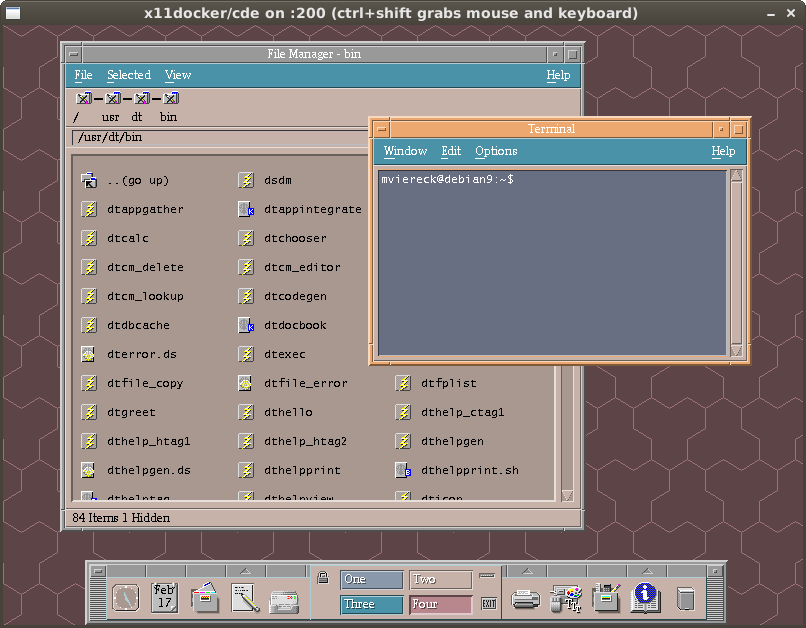 x11docker/cde on :200 (ctrl+shift grabs mouse and keyboard)
File Manager - bin
File Selected View Help
/ usr dt bin
/usr/dt/bin
Terminal
Window Edit Options Help
mviereck@debian9:~$
..(go up) dsdm
dtappgather dtappintegrate
dtcalc dtchooser
dtcm_delete dtcm_editor
dtcm_lookup dtcodegen
dtdbcache dtdocbook
dterror.ds dtexec
dtfile_copy dtfile_error dtfplist
dtgreet dthello dthelp_ctag1
dthelp_htag1 dthelp_htag2 dthelpgen
dthelpgen.ds dthelpprint dthelpprint.sh
dthelptag dthelpview dticon
84 Items 1 Hidden
One Two
Feb
17
Three Four EXIT